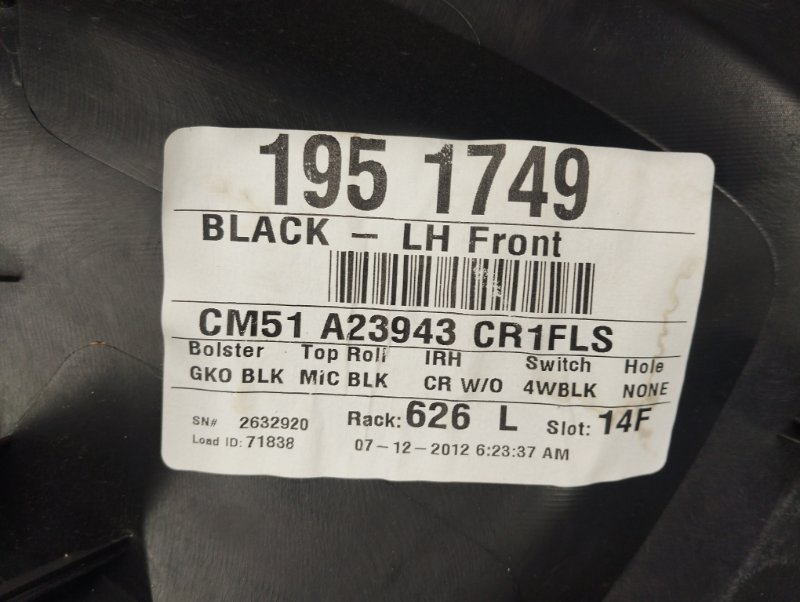 195 1749
BLACK - LH Front
CM51 A23943 CR1FLS
Bolster Top Roll IRH Switch Hole
GKO BLK MiC BLK CR W/O 4WBLK NONE
SN# 2632920 Rack: 626 L Slot: 14F
Load ID: 71838 07-12-2012 6:23:37 AM